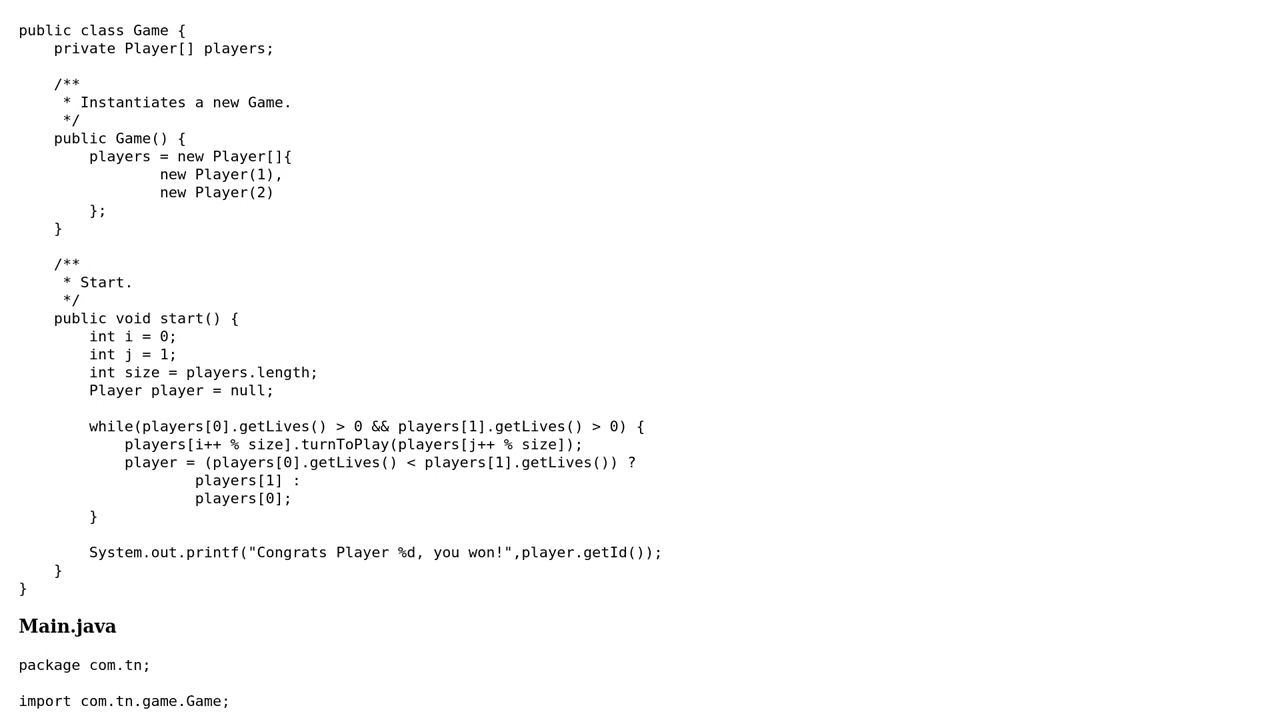 public class Game {
    private Player[] players;

    /**
     * Instantiates a new Game.
     */
    public Game() {
        players = new Player[]{
                new Player(1),
                new Player(2)
        };
    }

    /**
     * Start.
     */
    public void start() {
        int i = 0;
        int j = 1;
        int size = players.length;
        Player player = null;

        while(players[0].getLives() > 0 && players[1].getLives() > 0) {
            players[i++ % size].turnToPlay(players[j++ % size]);
            player = (players[0].getLives() < players[1].getLives()) ?
                    players[1] :
                    players[0];
        }

        System.out.printf("Congrats Player %d, you won!",player.getId());
    }
}
Main.java
package com.tn;

import com.tn.game.Game;